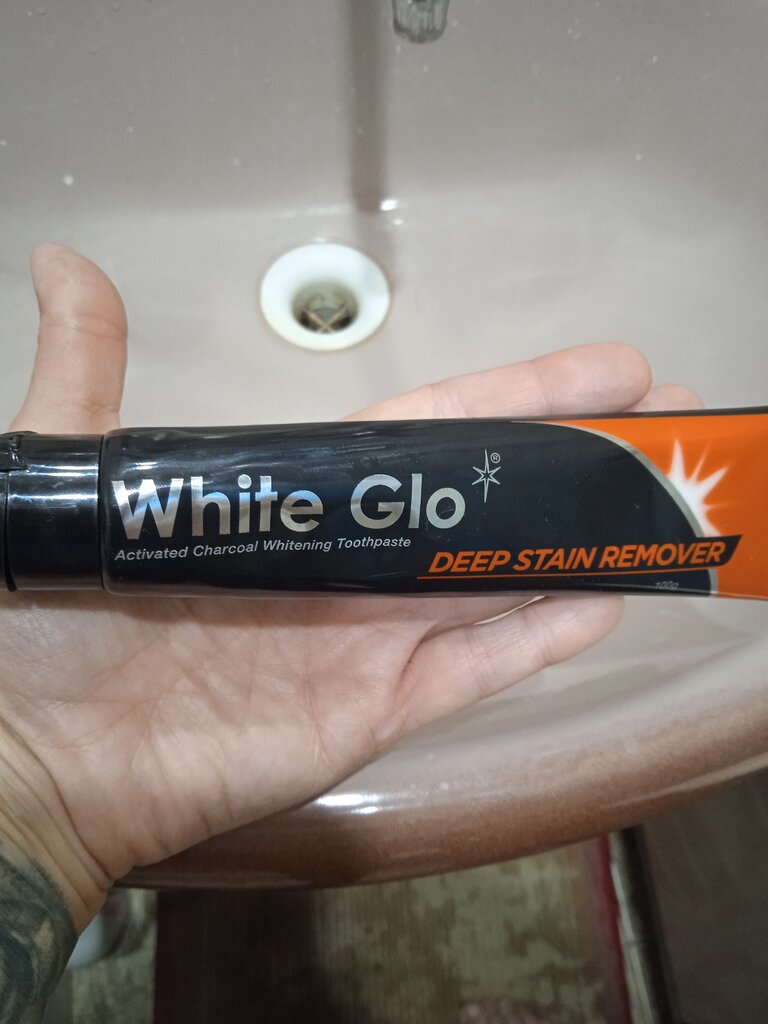 White Glo®
Activated Charcoal Whitening Toothpaste
DEEP STAIN REMOVER
100g